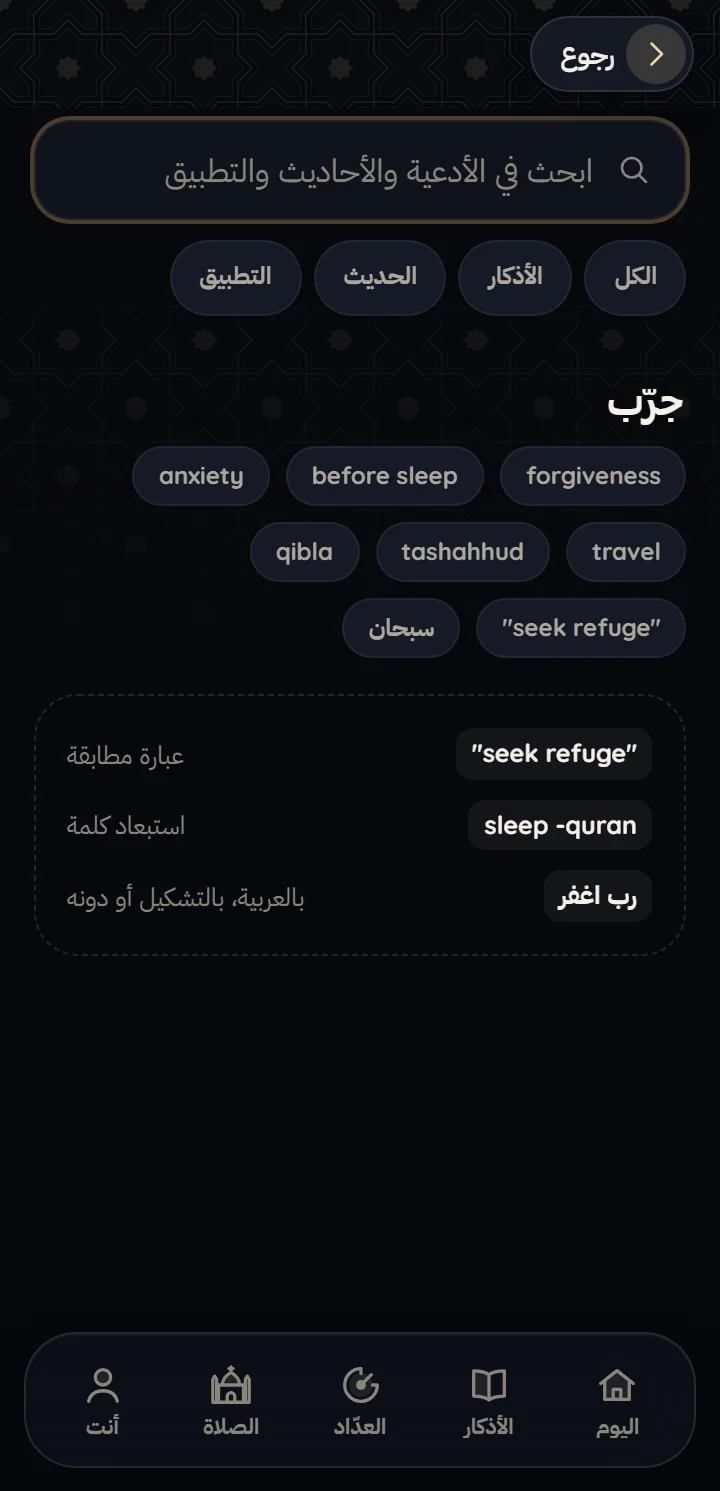 رجوع
ابحث في الأدعية والأحاديث والتطبيق
الكل الأذكار الحديث التطبيق
جرّب
forgiveness before sleep anxiety
travel tashahhud qibla
"seek refuge" سبحان
"seek refuge" عبارة مطابقة
sleep -quran استبعاد كلمة
رب اغفر بالعربية، بالتشكيل أو دونه
اليوم الأذكار العدّاد الصلاة أنت